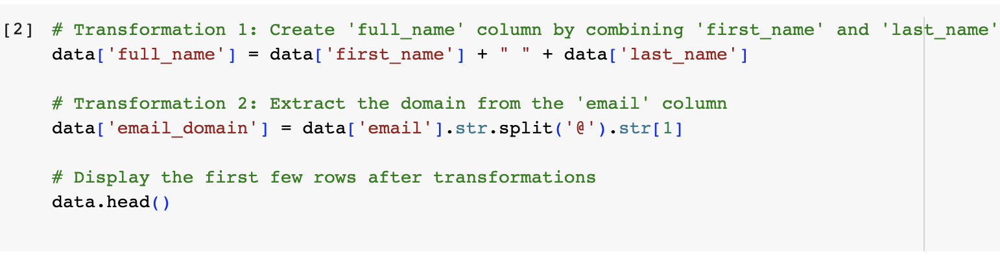 [2] # Transformation 1: Create 'full_name' column by combining 'first_name' and 'last_name'
data['full_name'] = data['first_name'] + " " + data['last_name']
# Transformation 2: Extract the domain from the 'email' column
data['email_domain'] = data['email'].str.split('@').str[1]
# Display the first few rows after transformations
data.head()